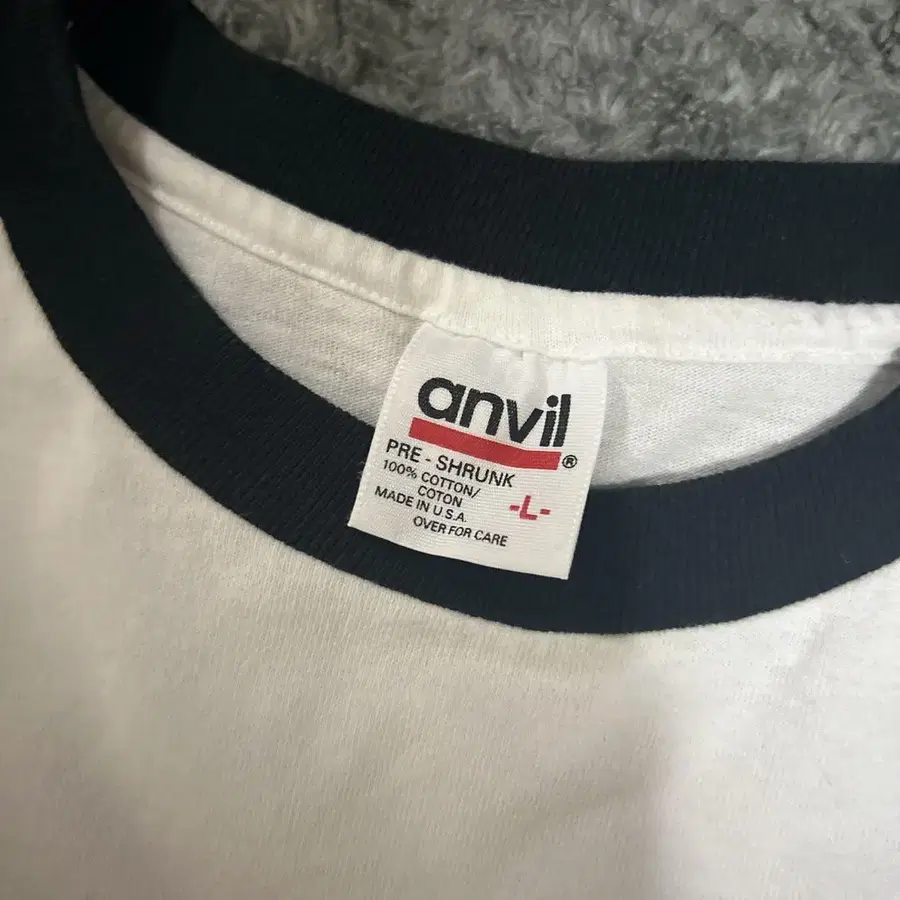 anvil®
PRE - SHRUNK
100% COTTON/
COTON
MADE IN U.S.A.
-L-
OVER FOR CARE